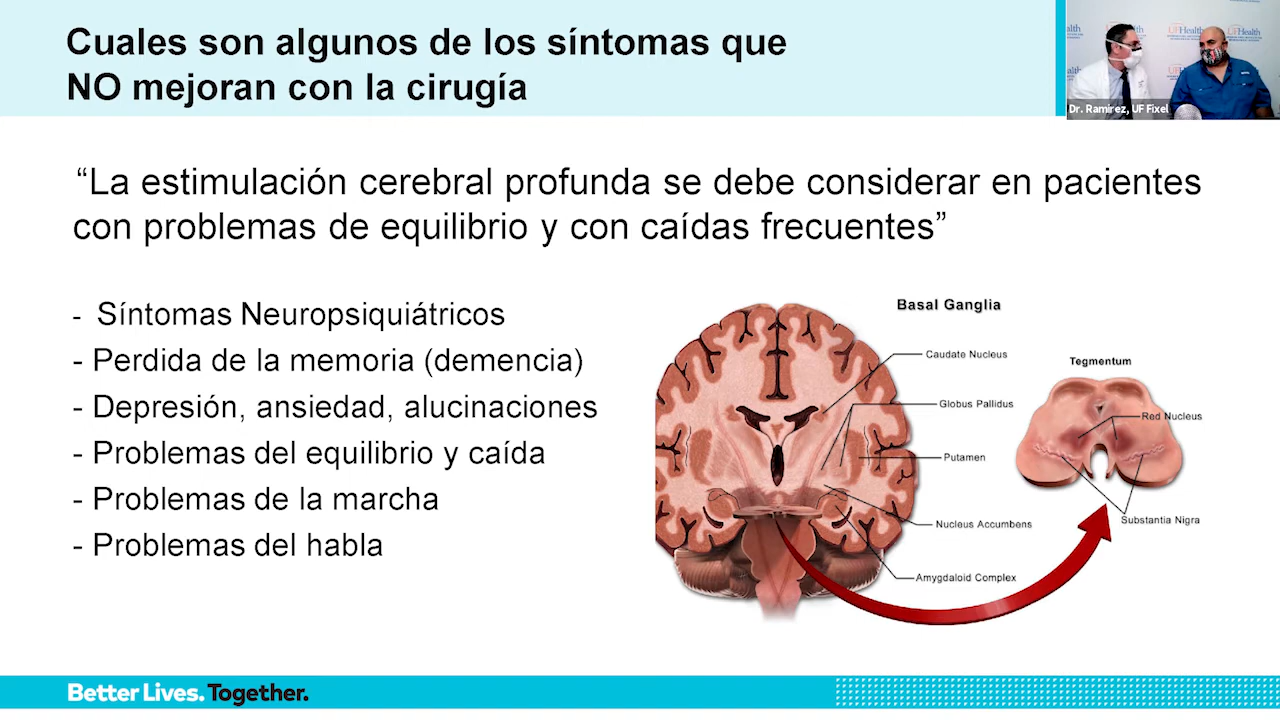 Cuales son algunos de los síntomas que
NO mejoran con la cirugía
UFHealth
UFHealth
Dr. Ramirez, UF Fixel
“La estimulación cerebral profunda se debe considerar en pacientes
con problemas de equilibrio y con caídas frecuentes”
- Síntomas Neuropsiquiátricos
- Perdida de la memoria (demencia)
- Depresión, ansiedad, alucinaciones
- Problemas del equilibrio y caída
- Problemas de la marcha
- Problemas del habla
Basal Ganglia
Caudate Nucleus
Globus Pallidus
Putamen
Nucleus Accumbens
Amygdaloid Complex
Tegmentum
Red Nucleus
Substantia Nigra
Better Lives. Together.